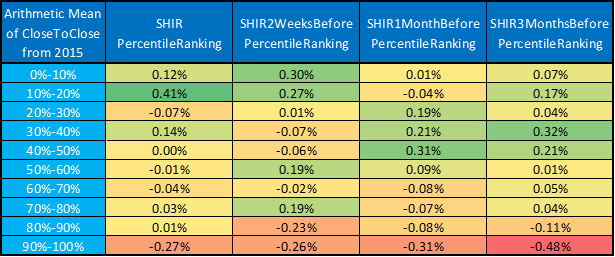 Arithmetic Mean of CloseToClose from 2015 SHIR PercentileRanking SHIR2WeeksBefore PercentileRanking SHIR1MonthBefore PercentileRanking SHIR3MonthsBefore PercentileRanking
0%-10% 0.12% 0.30% 0.01% 0.07%
10%-20% 0.41% 0.27% -0.04% 0.17%
20%-30% -0.07% 0.01% 0.19% 0.04%
30%-40% 0.14% -0.07% 0.21% 0.32%
40%-50% 0.00% -0.06% 0.31% 0.21%
50%-60% -0.01% 0.19% 0.09% 0.01%
60%-70% -0.04% -0.02% -0.08% 0.05%
70%-80% 0.03% 0.19% -0.07% 0.04%
80%-90% 0.01% -0.23% -0.08% -0.11%
90%-100% -0.27% -0.26% -0.31% -0.48%